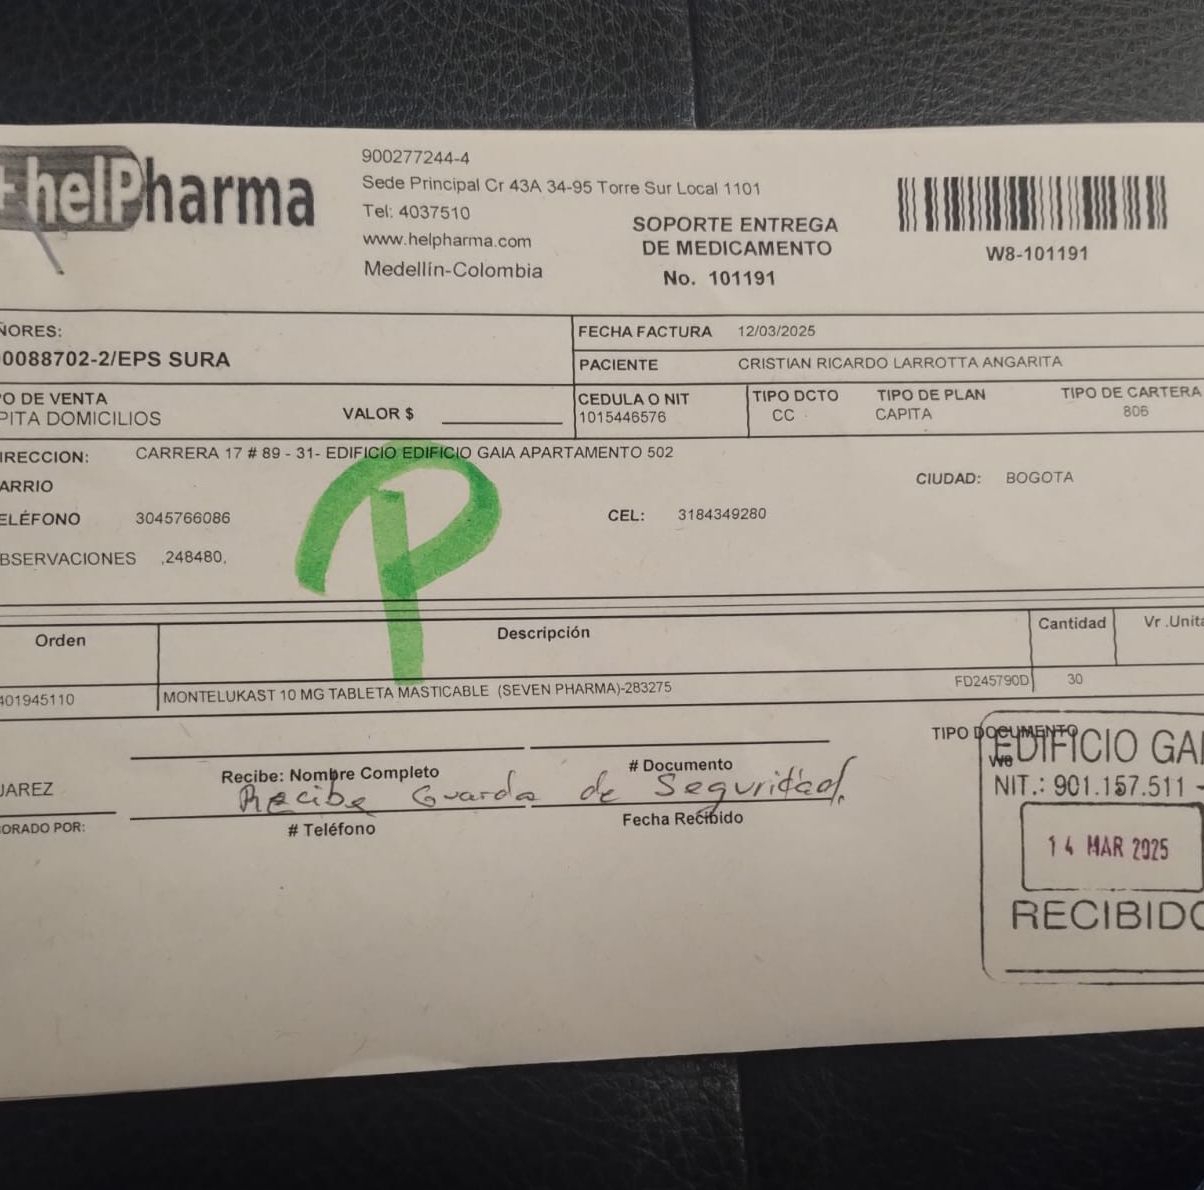 +helPharma
900277244-4
Sede Principal Cr 43A 34-95 Torre Sur Local 1101
Tel: 4037510
www.helpharma.com
Medellín-Colombia
SOPORTE ENTREGA
DE MEDICAMENTO
No. 101191
W8-101191
ÑORES:
0088702-2/EPS SURA
FECHA FACTURA 12/03/2025
PACIENTE CRISTIAN RICARDO LARROTTA ANGARITA
PO DE VENTA
PITA DOMICILIOS
VALOR $
CEDULA O NIT
1015446576
TIPO DCTO
CC
TIPO DE PLAN
CAPITA
TIPO DE CARTERA
806
IRECCION: CARRERA 17 # 89 - 31- EDIFICIO EDIFICIO GAIA APARTAMENTO 502
ARRIO
CIUDAD: BOGOTA
ELÉFONO 3045766086
CEL: 3184349280
BSERVACIONES ,248480,
P
Orden Descripción Cantidad Vr .Unita
401945110 MONTELUKAST 10 MG TABLETA MASTICABLE (SEVEN PHARMA)-283275 FD245790D 30
TIPO DOCUMENTO
W8
Recibe: Nombre Completo # Documento
UAREZ
Recibe Guarda de Seguridad.
ORADO POR:
# Teléfono Fecha Recibido
EDIFICIO GAI
NIT.: 901.157.511 -
14 MAR 2025
RECIBIDO